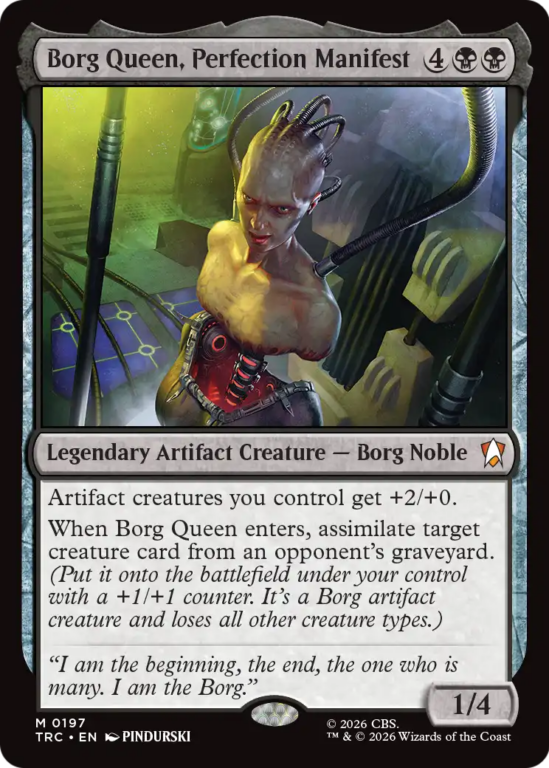 Borg Queen, Perfection Manifest 4
Legendary Artifact Creature — Borg Noble
Artifact creatures you control get +2/+0.
When Borg Queen enters, assimilate target
creature card from an opponent's graveyard.
(Put it onto the battlefield under your control
with a +1/+1 counter. It's a Borg artifact
creature and loses all other creature types.)
"I am the beginning, the end, the one who is
many. I am the Borg."
1/4
M 0197
TRC • EN PINDURSKI
© 2026 CBS.
™ & © 2026 Wizards of the Coast